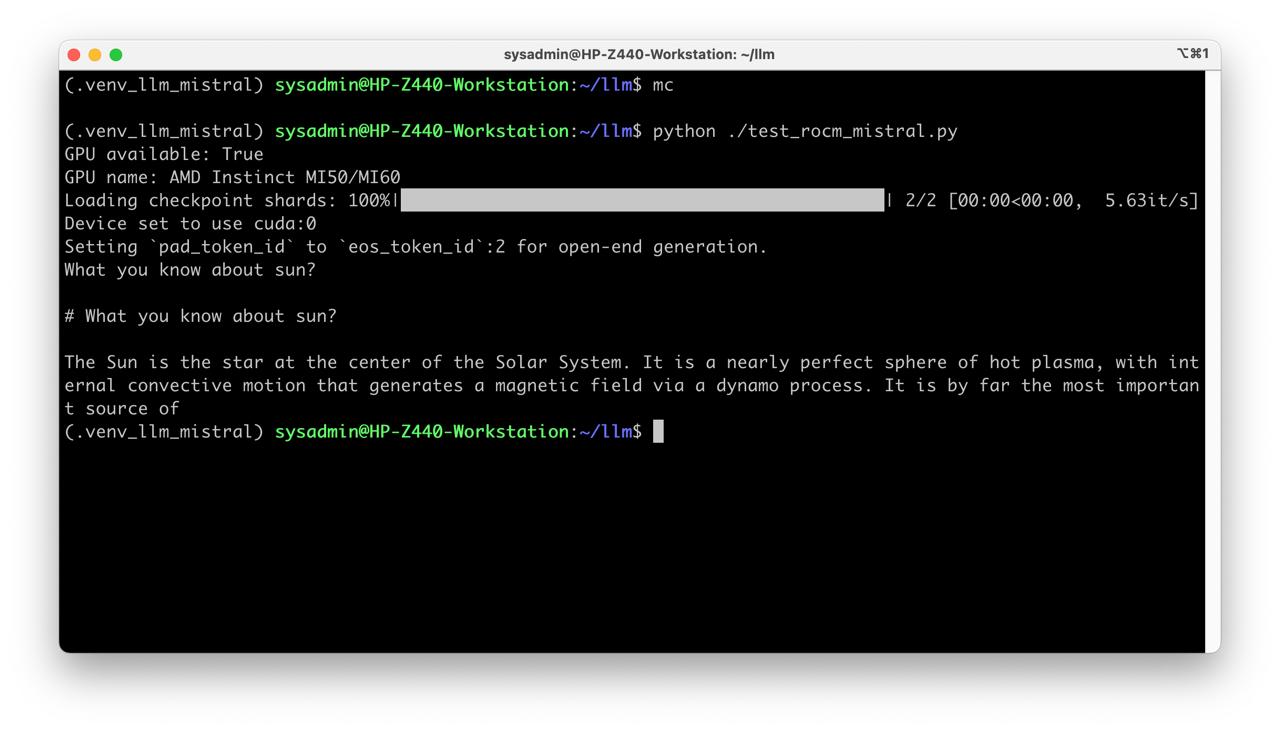 sysadmin@HP-Z440-Workstation: ~/llm
⌥⌘1
(.venv_llm_mistral) sysadmin@HP-Z440-Workstation:~/llm$ mc
(.venv_llm_mistral) sysadmin@HP-Z440-Workstation:~/llm$ python ./test_rocm_mistral.py
GPU available: True
GPU name: AMD Instinct MI50/MI60
Loading checkpoint shards: 100%|██████████| 2/2 [00:00<00:00,  5.63it/s]
Device set to use cuda:0
Setting `pad_token_id` to `eos_token_id`:2 for open-end generation.
What you know about sun?
# What you know about sun?
The Sun is the star at the center of the Solar System. It is a nearly perfect sphere of hot plasma, with int
ernal convective motion that generates a magnetic field via a dynamo process. It is by far the most importan
t source of
(.venv_llm_mistral) sysadmin@HP-Z440-Workstation:~/llm$